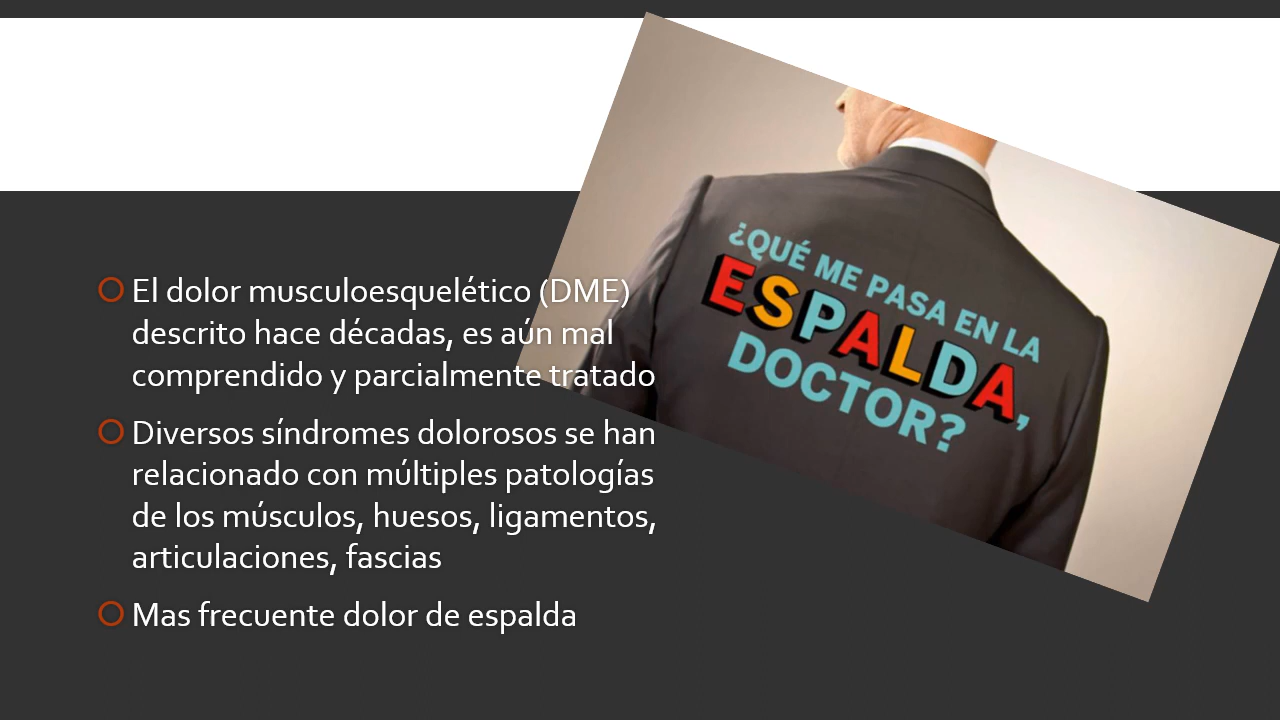 El dolor musculoesquelético (DME)
descrito hace décadas, es aún mal
comprendido y parcialmente tratado
Diversos síndromes dolorosos se han
relacionado con múltiples patologías
de los músculos, huesos, ligamentos,
articulaciones, fascias
Mas frecuente dolor de espalda
¿QUÉ ME PASA EN LA
ESPALDA,
DOCTOR?